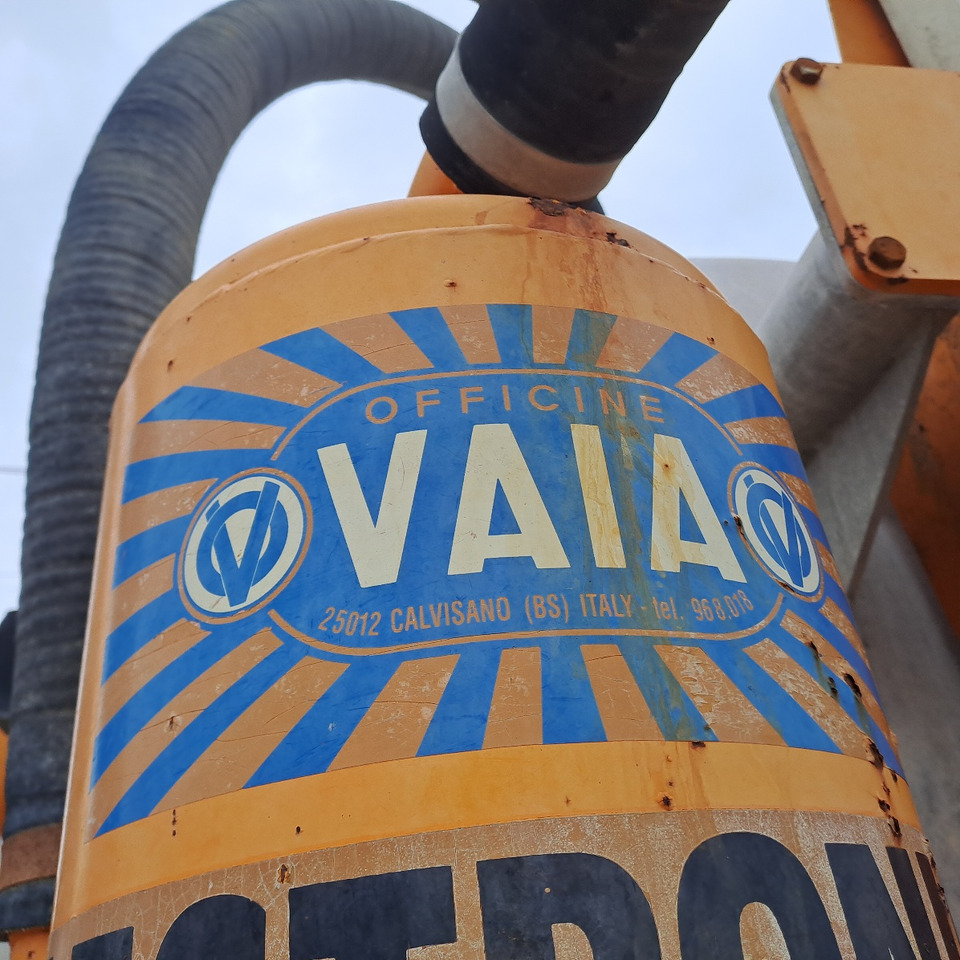 OFFICINE
VAIA
25012 CALVISANO (BS) ITALY - tel. 968.018